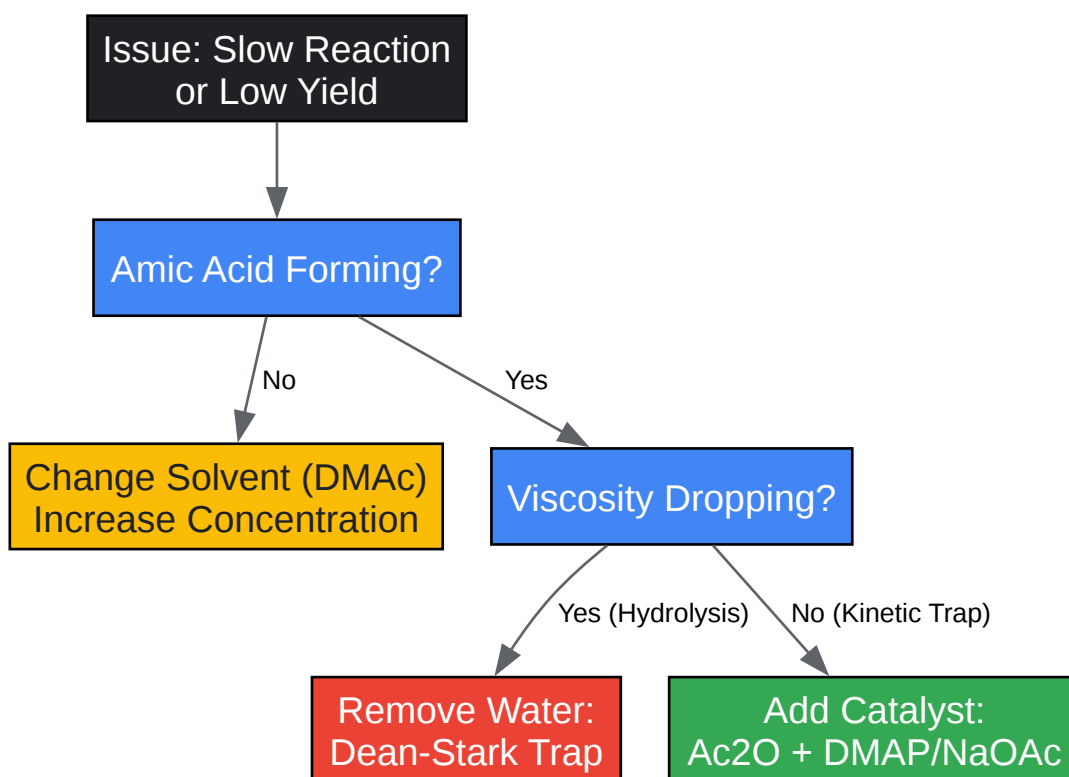 Issue: Slow Reaction
or Low Yield
Amic Acid Forming?
No
Yes
Change Solvent (DMAc)
Increase Concentration
Viscosity Dropping?
Yes (Hydrolysis)
No (Kinetic Trap)
Remove Water:
Dean-Stark Trap
Add Catalyst:
Ac2O + DMAP/NaOAc